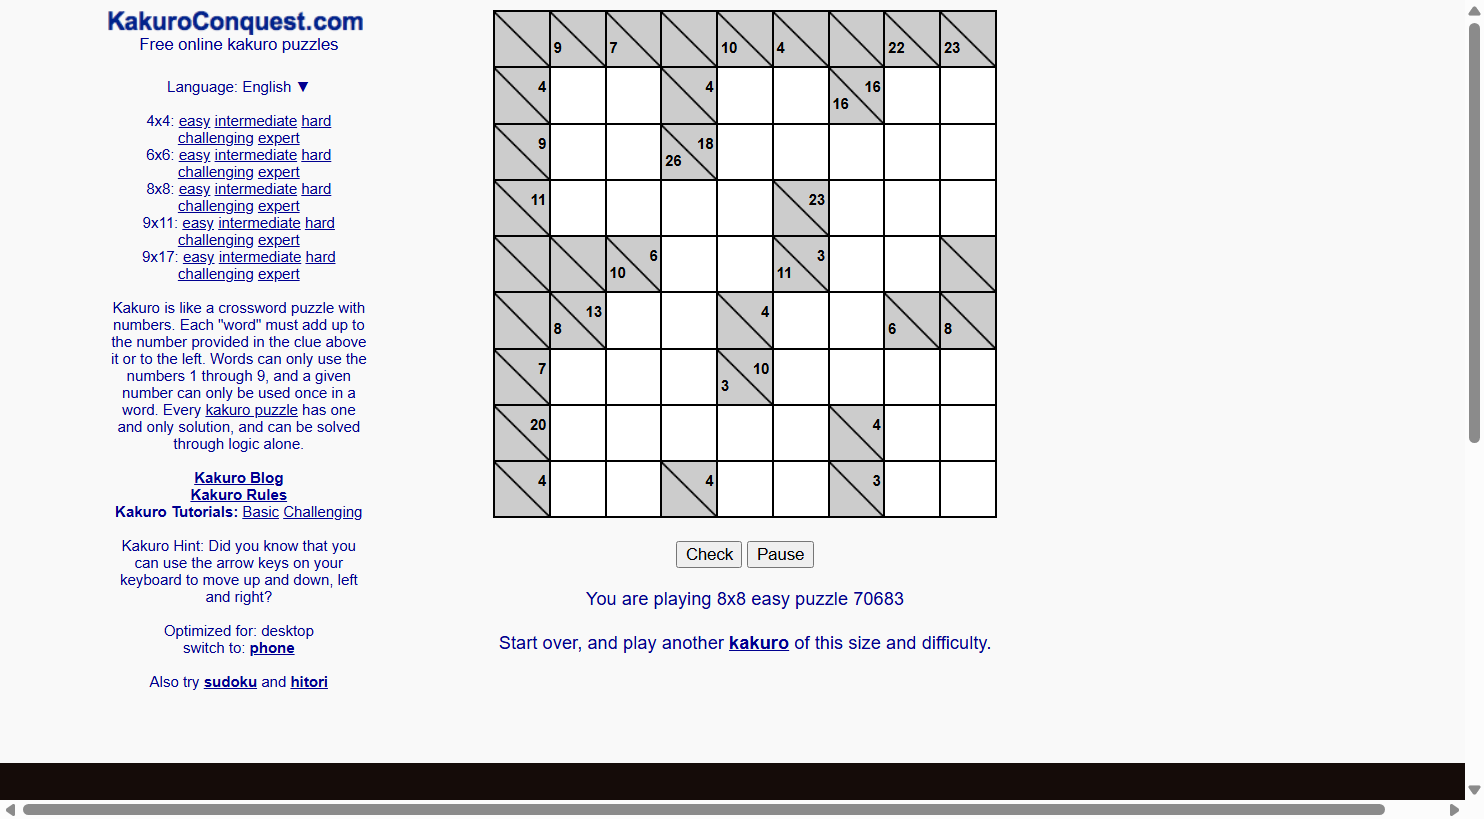 KakuroConquest.com
Free online kakuro puzzles
Language: English ▼
4x4: easy intermediate hard
challenging expert
6x6: easy intermediate hard
challenging expert
8x8: easy intermediate hard
challenging expert
9x11: easy intermediate hard
challenging expert
9x17: easy intermediate hard
challenging expert
Kakuro is like a crossword puzzle with
numbers. Each "word" must add up to
the number provided in the clue above
it or to the left. Words can only use the
numbers 1 through 9, and a given
number can only be used once in a
word. Every kakuro puzzle has one
and only solution, and can be solved
through logic alone.
Kakuro Blog
Kakuro Rules
Kakuro Tutorials: Basic Challenging
Kakuro Hint: Did you know that you
can use the arrow keys on your
keyboard to move up and down, left
and right?
Optimized for: desktop
switch to: phone
Also try sudoku and hitori
9 7 10 4 22 23
4 4 16
16
9 18
26
11 23
6 3
10 11
13 4
8 6 8
7 10
3
20 4
4 4 3
Check Pause
You are playing 8x8 easy puzzle 70683
Start over, and play another kakuro of this size and difficulty.